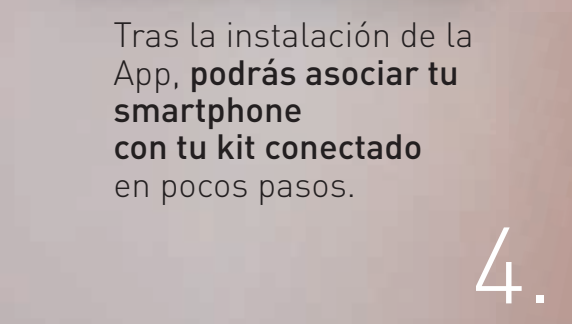 Tras la instalación de la
App, podrás asociar tu
smartphone
con tu kit conectado
en pocos pasos.
4.